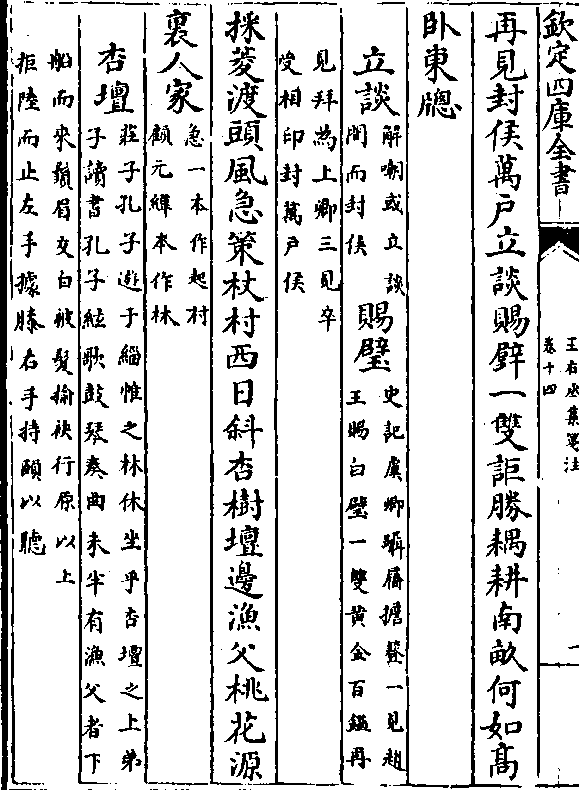 欽定四庫全書
王右丞集箋注
卷十四
一
再見封侯萬户立談賜璧一雙詎勝耦耕南畝何如髙
卧東牕
立談
解嘲或立談
間而封侯
賜璧
史記虞卿躡屩擔簦一見趙
王賜白璧一雙黄金百鎰再
見拜為上卿三見卒
受相印封萬户侯
採菱渡頭風急策杖村西日斜杏樹壇邊漁父桃花源
裏人家
急一本作起村
顧元緯本作林
杏壇
莊子孔子遊于緇惟之林休坐乎杏壇之上弟
子讀書孔子絃歌鼓琴奏曲未半有漁父者下
船而來鬚眉交白被髮揄袂行原以上
拒陸而止左手據膝右手持頤以聽